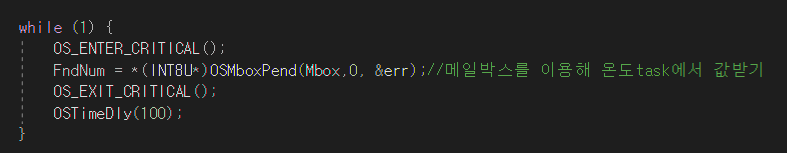 while (1) {
OS_ENTER_CRITICAL();
FndNum = *(INT8U*)OSMboxPend(Mbox,0, &err);//메일박스를 이용해 온도task에서 값받기
OS_EXIT_CRITICAL();
OSTimeDly(100);
}